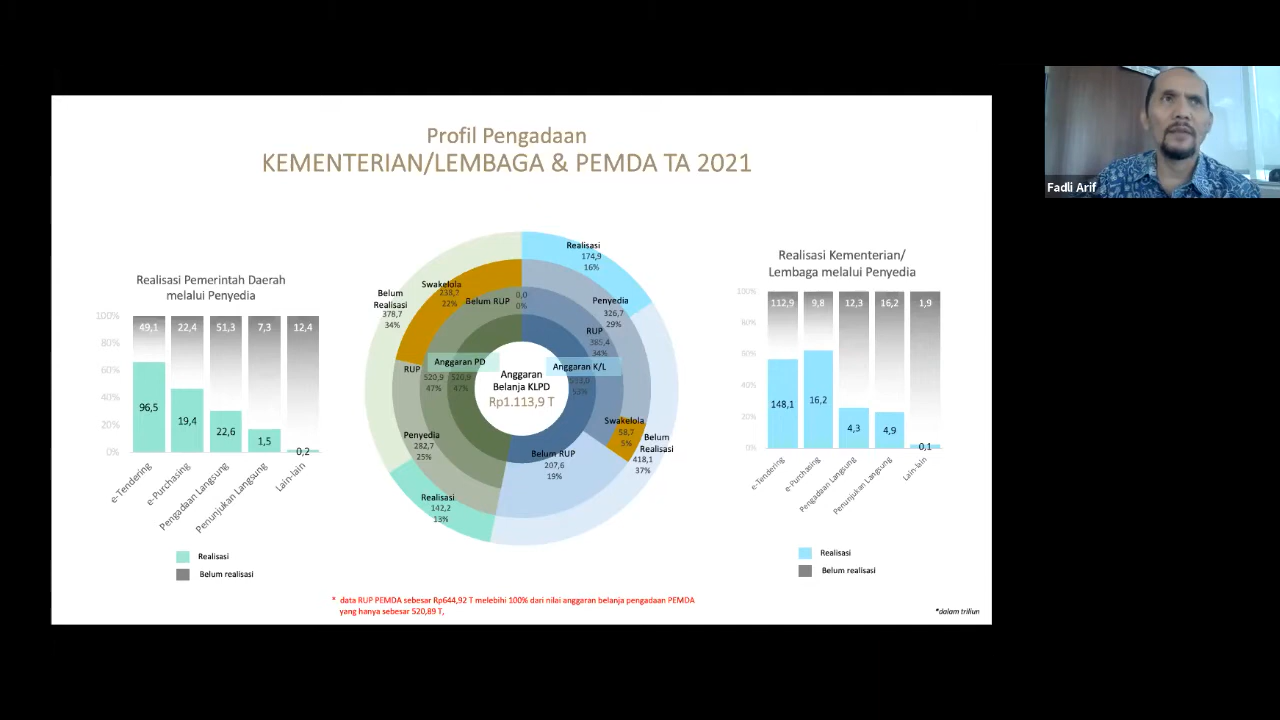 Profil Pengadaan
KEMENTERIAN/LEMBAGA & PEMDA TA 2021
Fadli Arif
Realisasi Pemerintah Daerah
melalui Penyedia
100%
80%
60%
40%
20%
0%
49,1
22,4
51,3
7,3
12,4
96,5
19,4
22,6
1,5
0,2
e-Tendering
e-Purchasing
Pengadaan Langsung
Penunjukan Langsung
Lain-lain
Realisasi
Belum realisasi
Realisasi
174,9
16%
Penyedia
326,7
29%
RUP
385,4
34%
Anggaran K/L
53%
Swakelola
58,7
5%
Belum
Realisasi
418,1
37%
Belum RUP
207,6
19%
Anggaran
Belanja KLPD
Rp1.113,9 T
Belum RUP
0,0
0%
Swakelola
22%
Belum
Realisasi
378,7
34%
Anggaran PD
520,9
47%
RUP
520,9
47%
Penyedia
282,7
25%
Realisasi
142,2
13%
Realisasi Kementerian/
Lembaga melalui Penyedia
100%
80%
60%
40%
20%
0%
112,9
9,8
12,3
16,2
1,9
148,1
16,2
4,3
4,9
0,1
e-Tendering
e-Purchasing
Pengadaan Langsung
Penunjukan Langsung
Lain-lain
Realisasi
Belum realisasi
* data RUP PEMDA sebesar Rp644,92 T melebihi 100% dari nilai anggaran belanja pengadaan PEMDA
yang hanya sebesar 520,89 T,
*dalam triliun